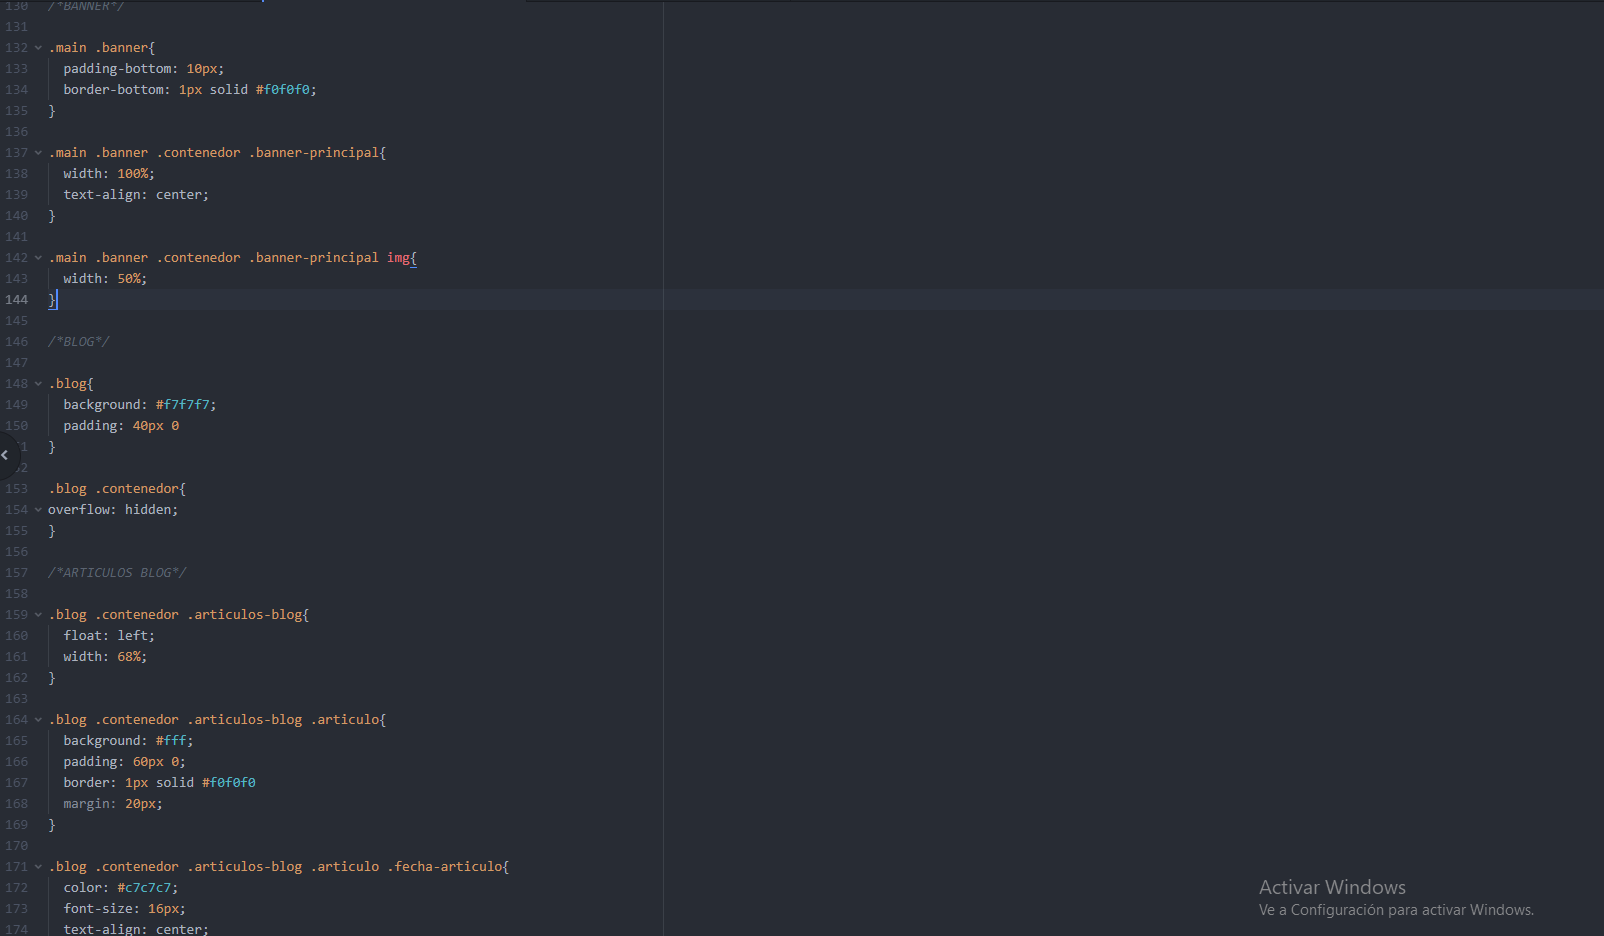 130 /*BANNER*/
131
132 .main .banner{
133 padding-bottom: 10px;
134 border-bottom: 1px solid #f0f0f0;
135 }
136
137 .main .banner .contenedor .banner-principal{
138 width: 100%;
139 text-align: center;
140 }
141
142 .main .banner .contenedor .banner-principal img{
143 width: 50%;
144 }
145
146 /*BLOG*/
147
148 .blog{
149 background: #f7f7f7;
150 padding: 40px 0
1 }
52
153 .blog .contenedor{
154 overflow: hidden;
155 }
156
157 /*ARTICULOS BLOG*/
158
159 .blog .contenedor .articulos-blog{
160 float: left;
161 width: 68%;
162 }
163
164 .blog .contenedor .articulos-blog .articulo{
165 background: #fff;
166 padding: 60px 0;
167 border: 1px solid #f0f0f0
168 margin: 20px;
169 }
170
171 .blog .contenedor .articulos-blog .articulo .fecha-articulo{
172 color: #c7c7c7;
173 font-size: 16px;
174 text-align: center;
Activar Windows
Ve a Configuración para activar Windows.